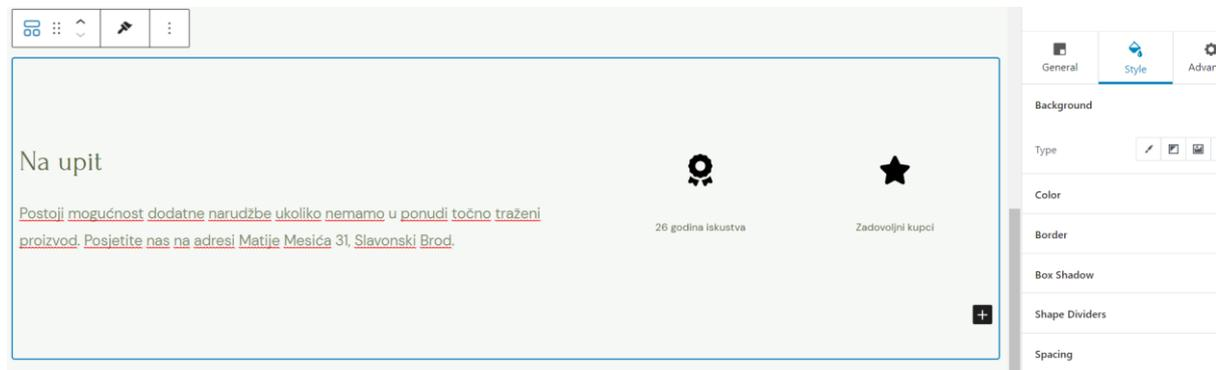 General
Style
Background
Type
Na upit
Postoji mogućnost dodatne narudžbe ukoliko nemamo u ponudi točno traženi
proizvod. Posjetite nas na adresi Matije Mesića 31, Slavonski Brod.
26 godina iskustva
Zadovoljni kupci
Color
Border
Box Shadow
Shape Dividers
Spacing